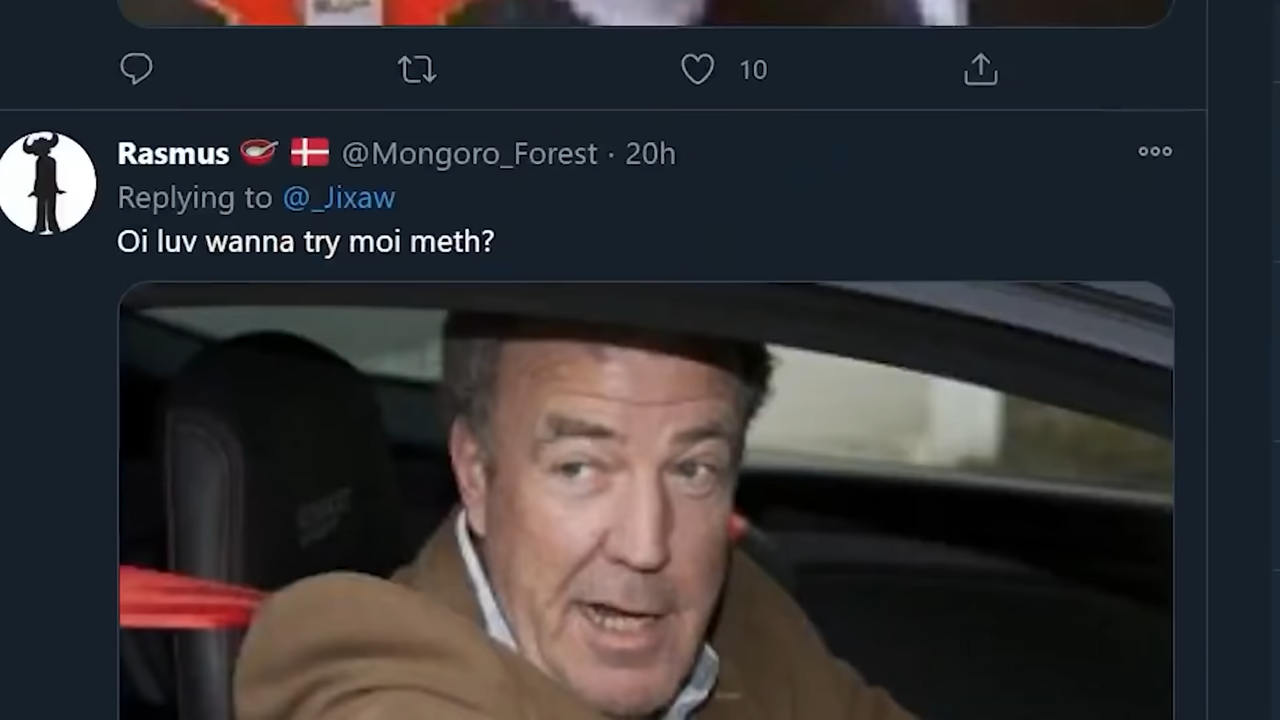 10
Rasmus @Mongoro_Forest · 20h
Replying to @_Jixaw
Oi luv wanna try moi meth?